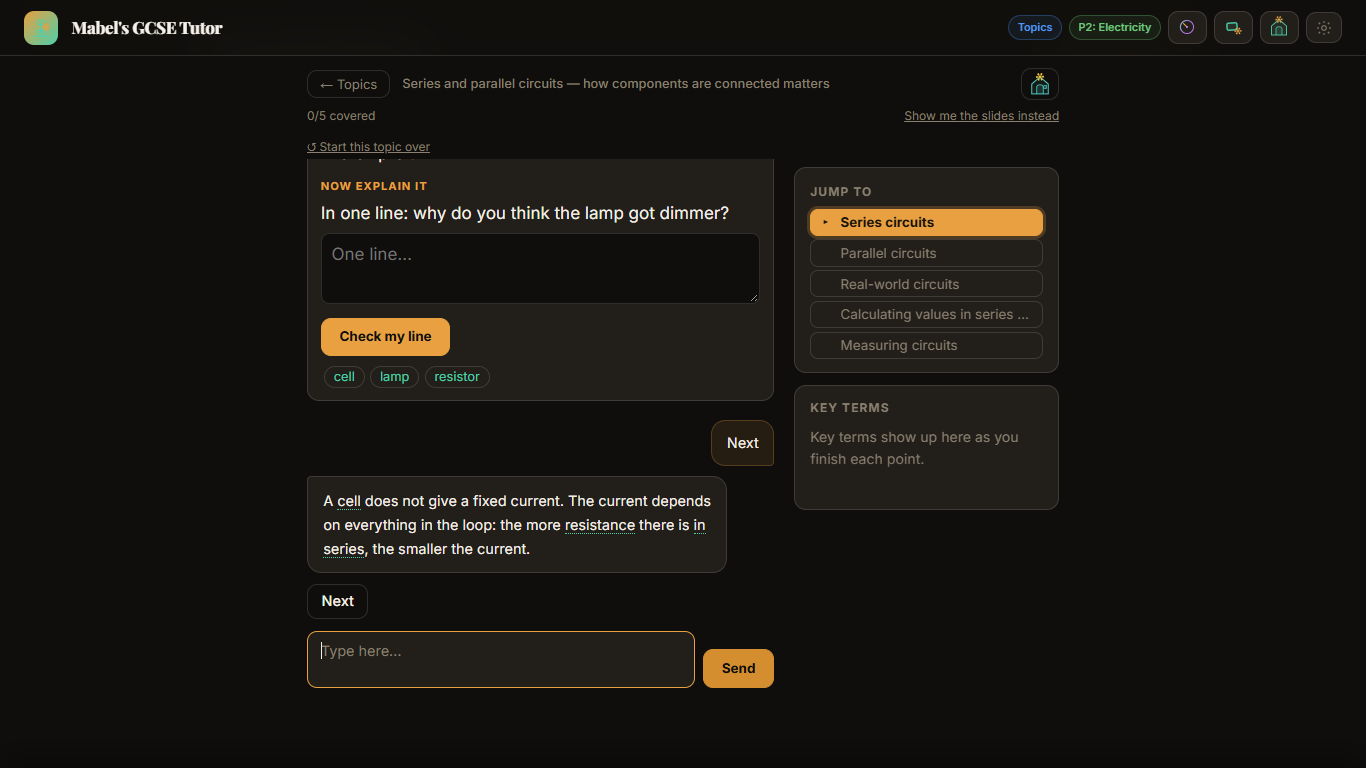 Mabel's GCSE Tutor
Topics
P2: Electricity
← Topics
Series and parallel circuits — how components are connected matters
0/5 covered
Show me the slides instead
↺ Start this topic over
NOW EXPLAIN IT
In one line: why do you think the lamp got dimmer?
One line...
Check my line
cell
lamp
resistor
Next
A cell does not give a fixed current. The current depends
on everything in the loop: the more resistance there is in
series, the smaller the current.
Next
Type here...
Send
JUMP TO
Series circuits
Parallel circuits
Real-world circuits
Calculating values in series ...
Measuring circuits
KEY TERMS
Key terms show up here as you
finish each point.